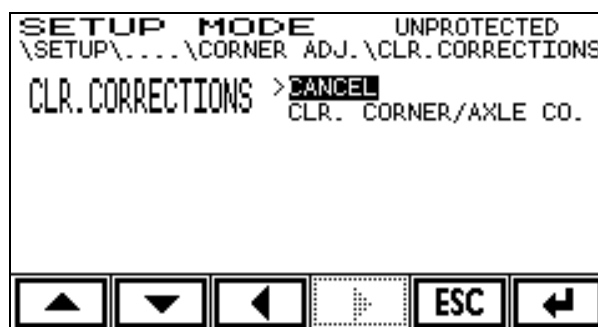 SETUP MODE UNPROTECTED
\SETUP\....\CORNER ADJ.\CLR.CORRECTIONS
CLR.CORRECTIONS >CANCEL
CLR. CORNER/AXLE CO.
ESC